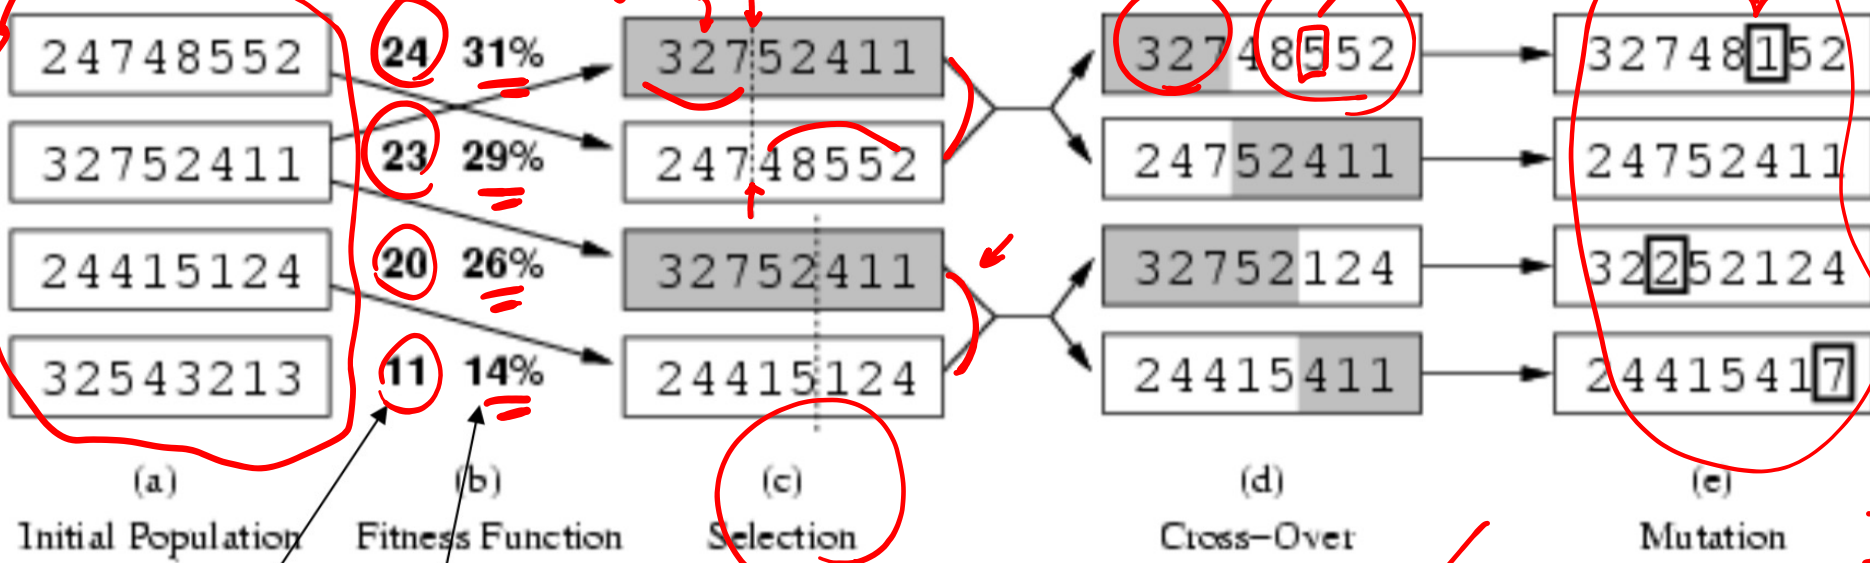 24748552 24 31% 32752411 32748552 32748152
32752411 23 29% 24748552 24752411 24752411
24415124 20 26% 32752411 32752124 32252124
32543213 11 14% 24415124 24415411 24415417
(a) (b) (c) (d) (e)
Initial Population Fitness Function Selection Cross-Over Mutation